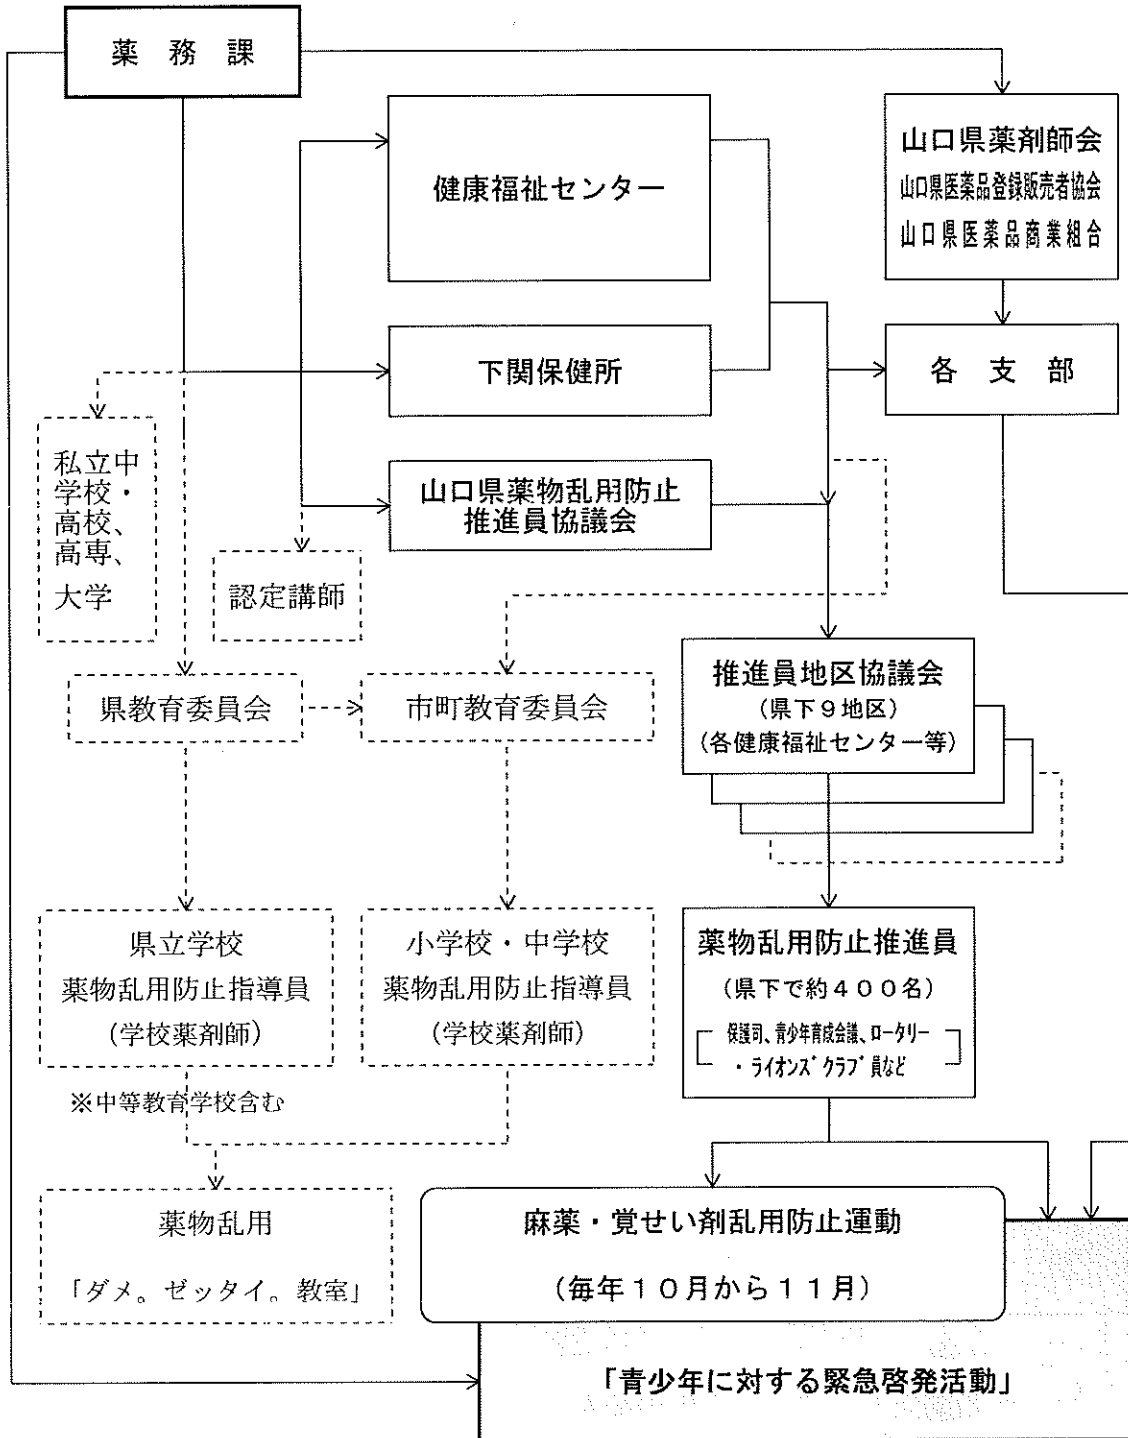 薬務課
健康福祉センター
山口県薬剤師会
山口県医薬品登録販売者協会
山口県医薬品商業組合
下関保健所
各支部
私立中
学校・
高校、
高専、
大学
山口県薬物乱用防止
推進員協議会
認定講師
県教育委員会
市町教育委員会
推進員地区協議会
(県下9地区)
(各健康福祉センター等)
県立学校
薬物乱用防止指導員
(学校薬剤師)
※中等教育学校含む
小学校・中学校
薬物乱用防止指導員
(学校薬剤師)
薬物乱用防止推進員
(県下で約400名)
保護司、青少年育成会議、ロータリー
・ライオンズクラブ員など
薬物乱用
「ダメ。ゼッタイ。教室」
麻薬・覚せい剤乱用防止運動
(毎年10月から11月)
「青少年に対する緊急啓発活動」